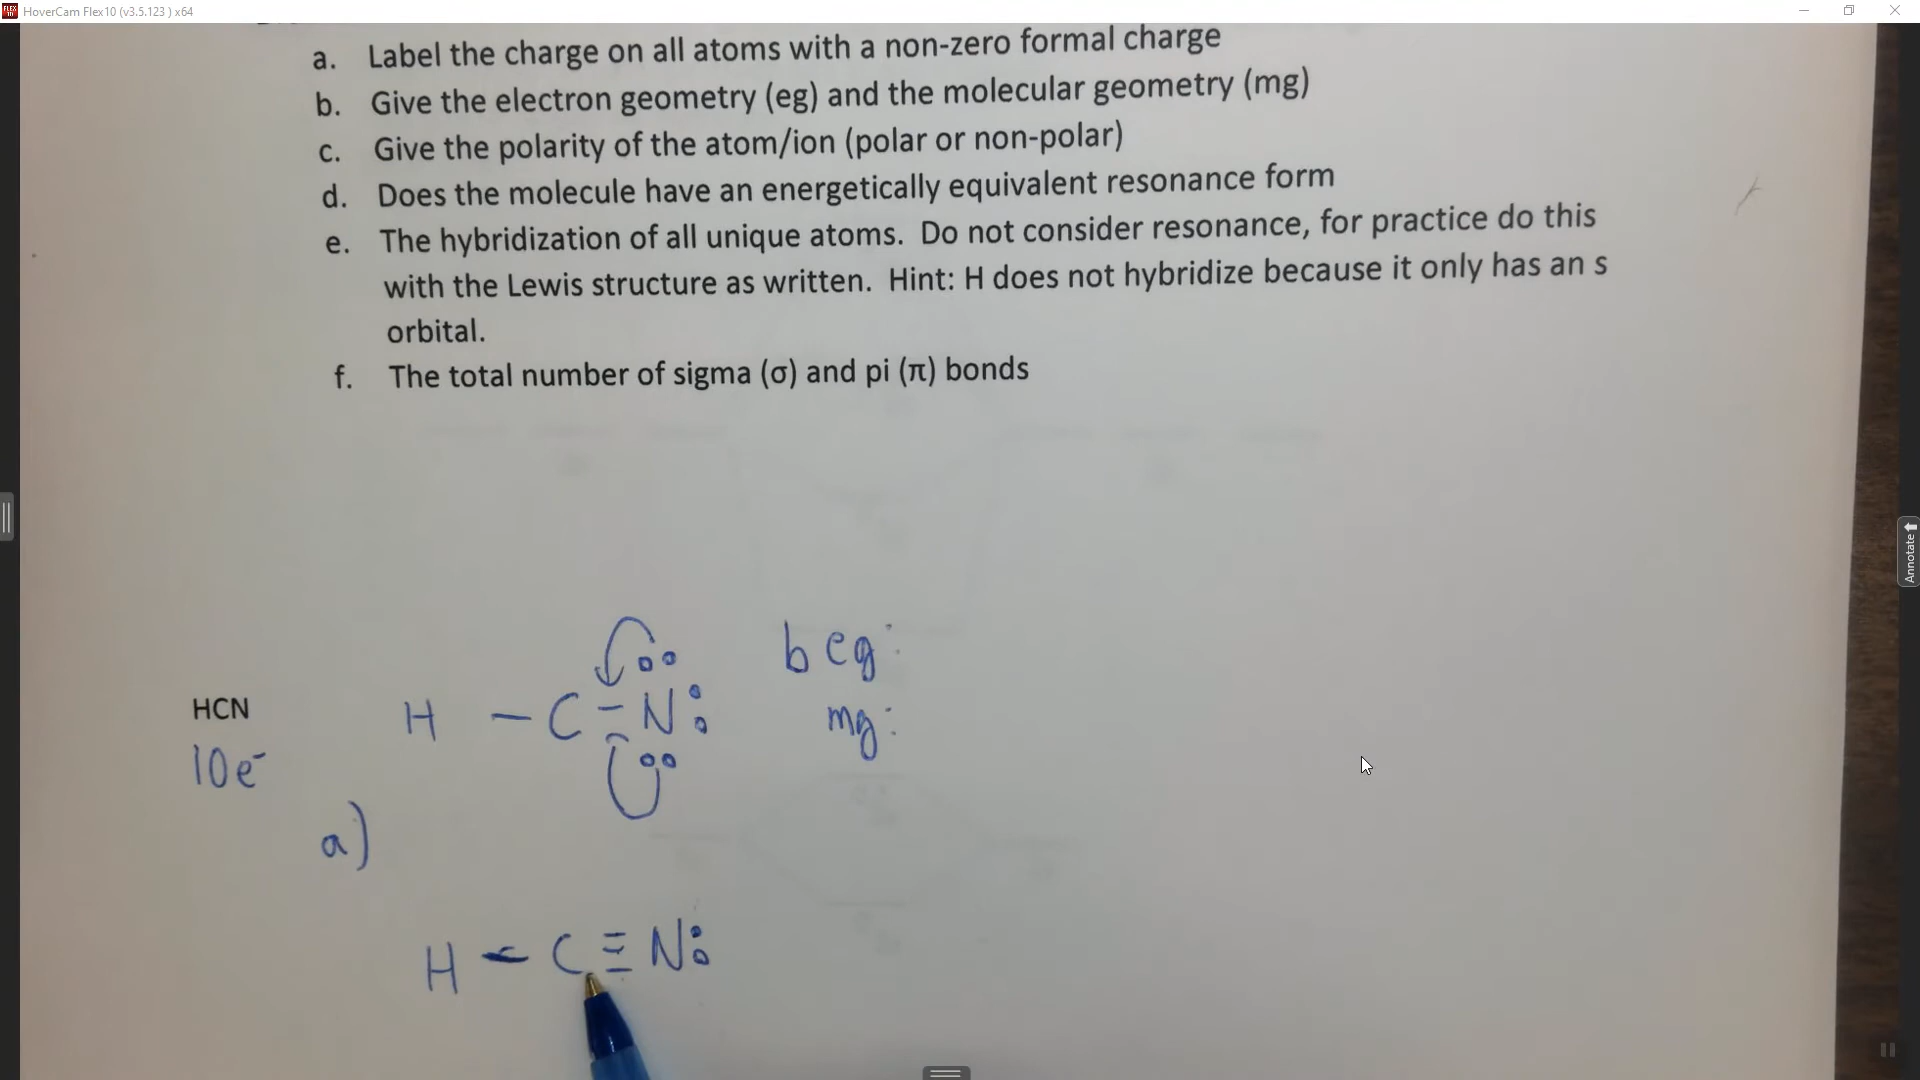 HoverCam Flex10 (v3.5.123 ) x64
a. Label the charge on all atoms with a non-zero formal charge
b. Give the electron geometry (eg) and the molecular geometry (mg)
c. Give the polarity of the atom/ion (polar or non-polar)
d. Does the molecule have an energetically equivalent resonance form
e. The hybridization of all unique atoms. Do not consider resonance, for practice do this
with the Lewis structure as written. Hint: H does not hybridize because it only has an s
orbital.
f. The total number of sigma (σ) and pi (π) bonds
b eg:
HCN
H - C - N:
mg:
10e⁻
a)
H - C ≡ N:
Annotate